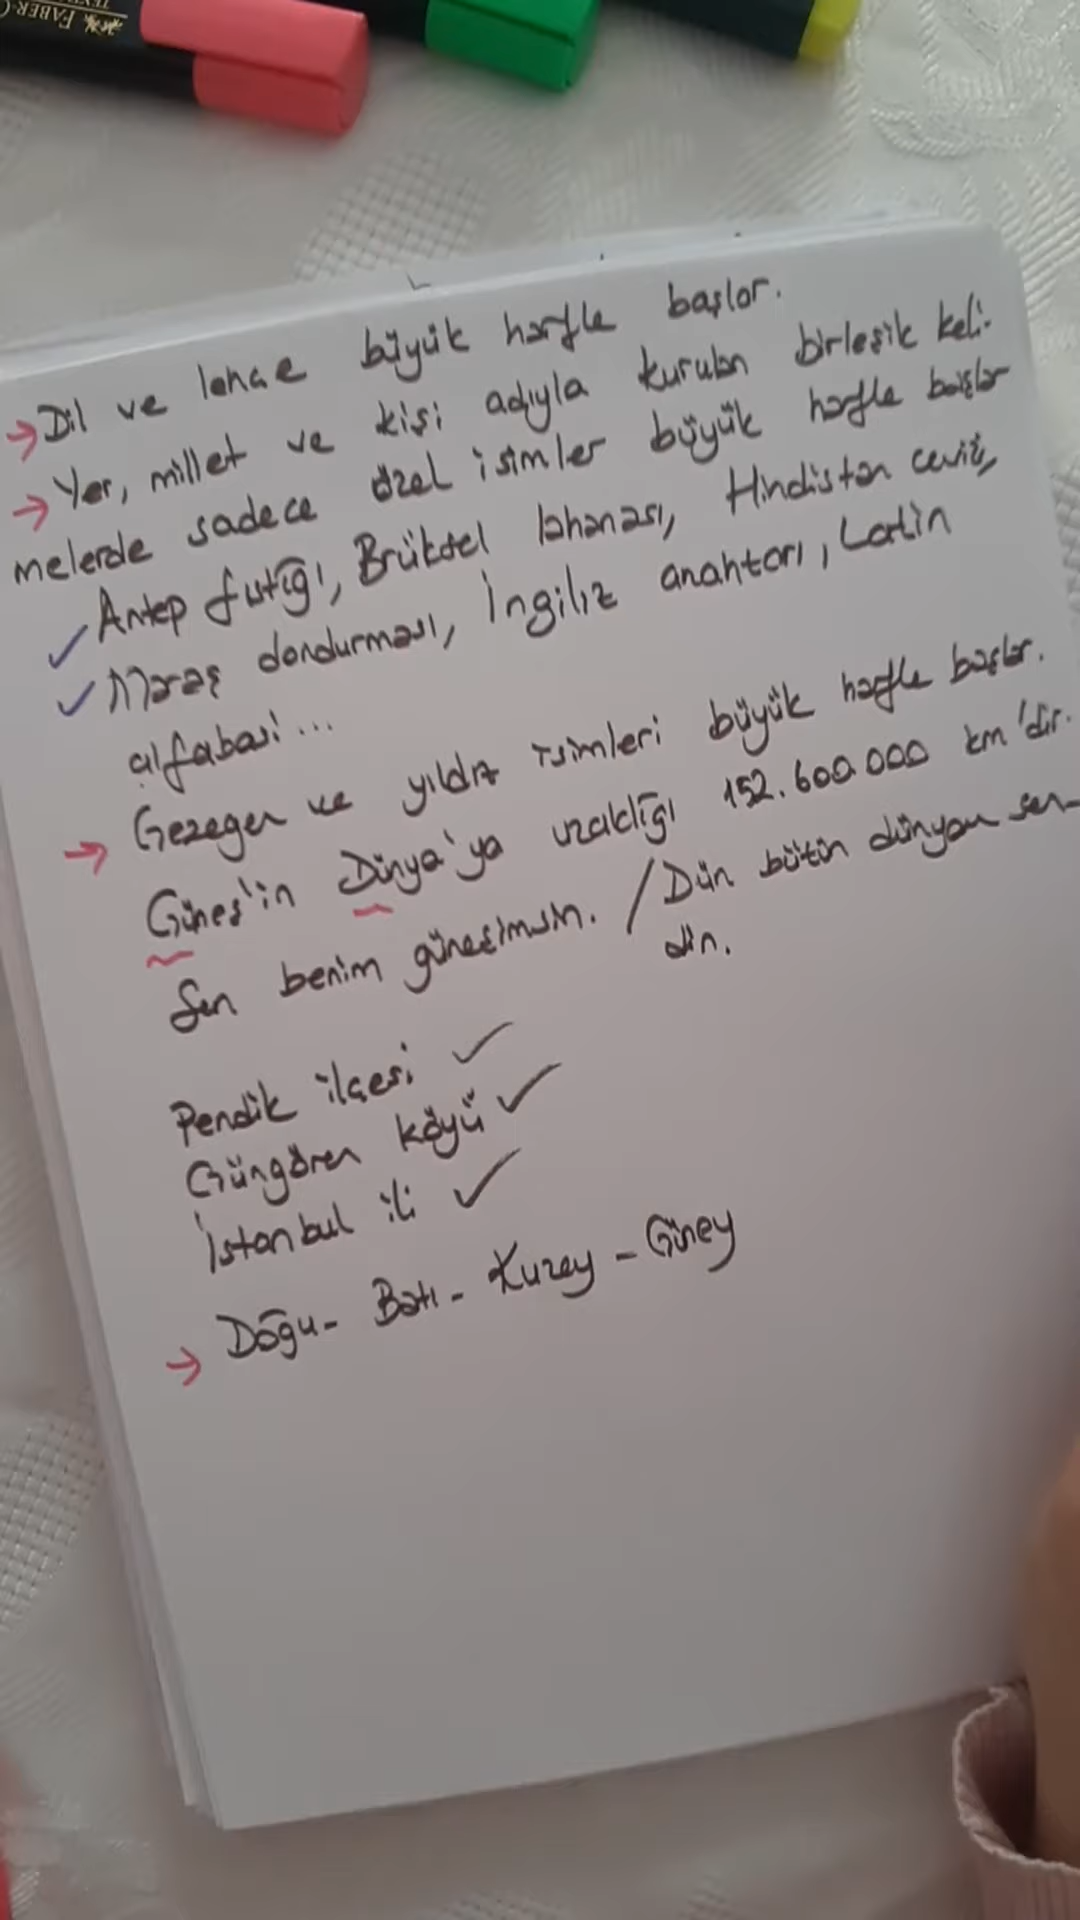 FABER-C
→ Dil ve lehçe büyük harfle başlar.
→ Yer, millet ve kişi adıyla kurulan birleşik keli-
melerde sadece özel isimler büyük harfle başlar
✓ Antep fıstığı, Brüksel lahanası, Hindistan cevizi,
✓ Maraş dondurması, İngiliz anahtarı, Latin
alfabesi...
→ Gezegen ve yıldız isimleri büyük harfle başlar.
Güneş'in Dünya'ya uzaklığı 152.600.000 km'dir.
Sen benim güneşimsin. / Dün bütün dünyam sen-
din.
Pendik ilçesi ✓
Güngören köyü ✓
İstanbul ili ✓
→ Doğu - Batı - Kuzey - Güney